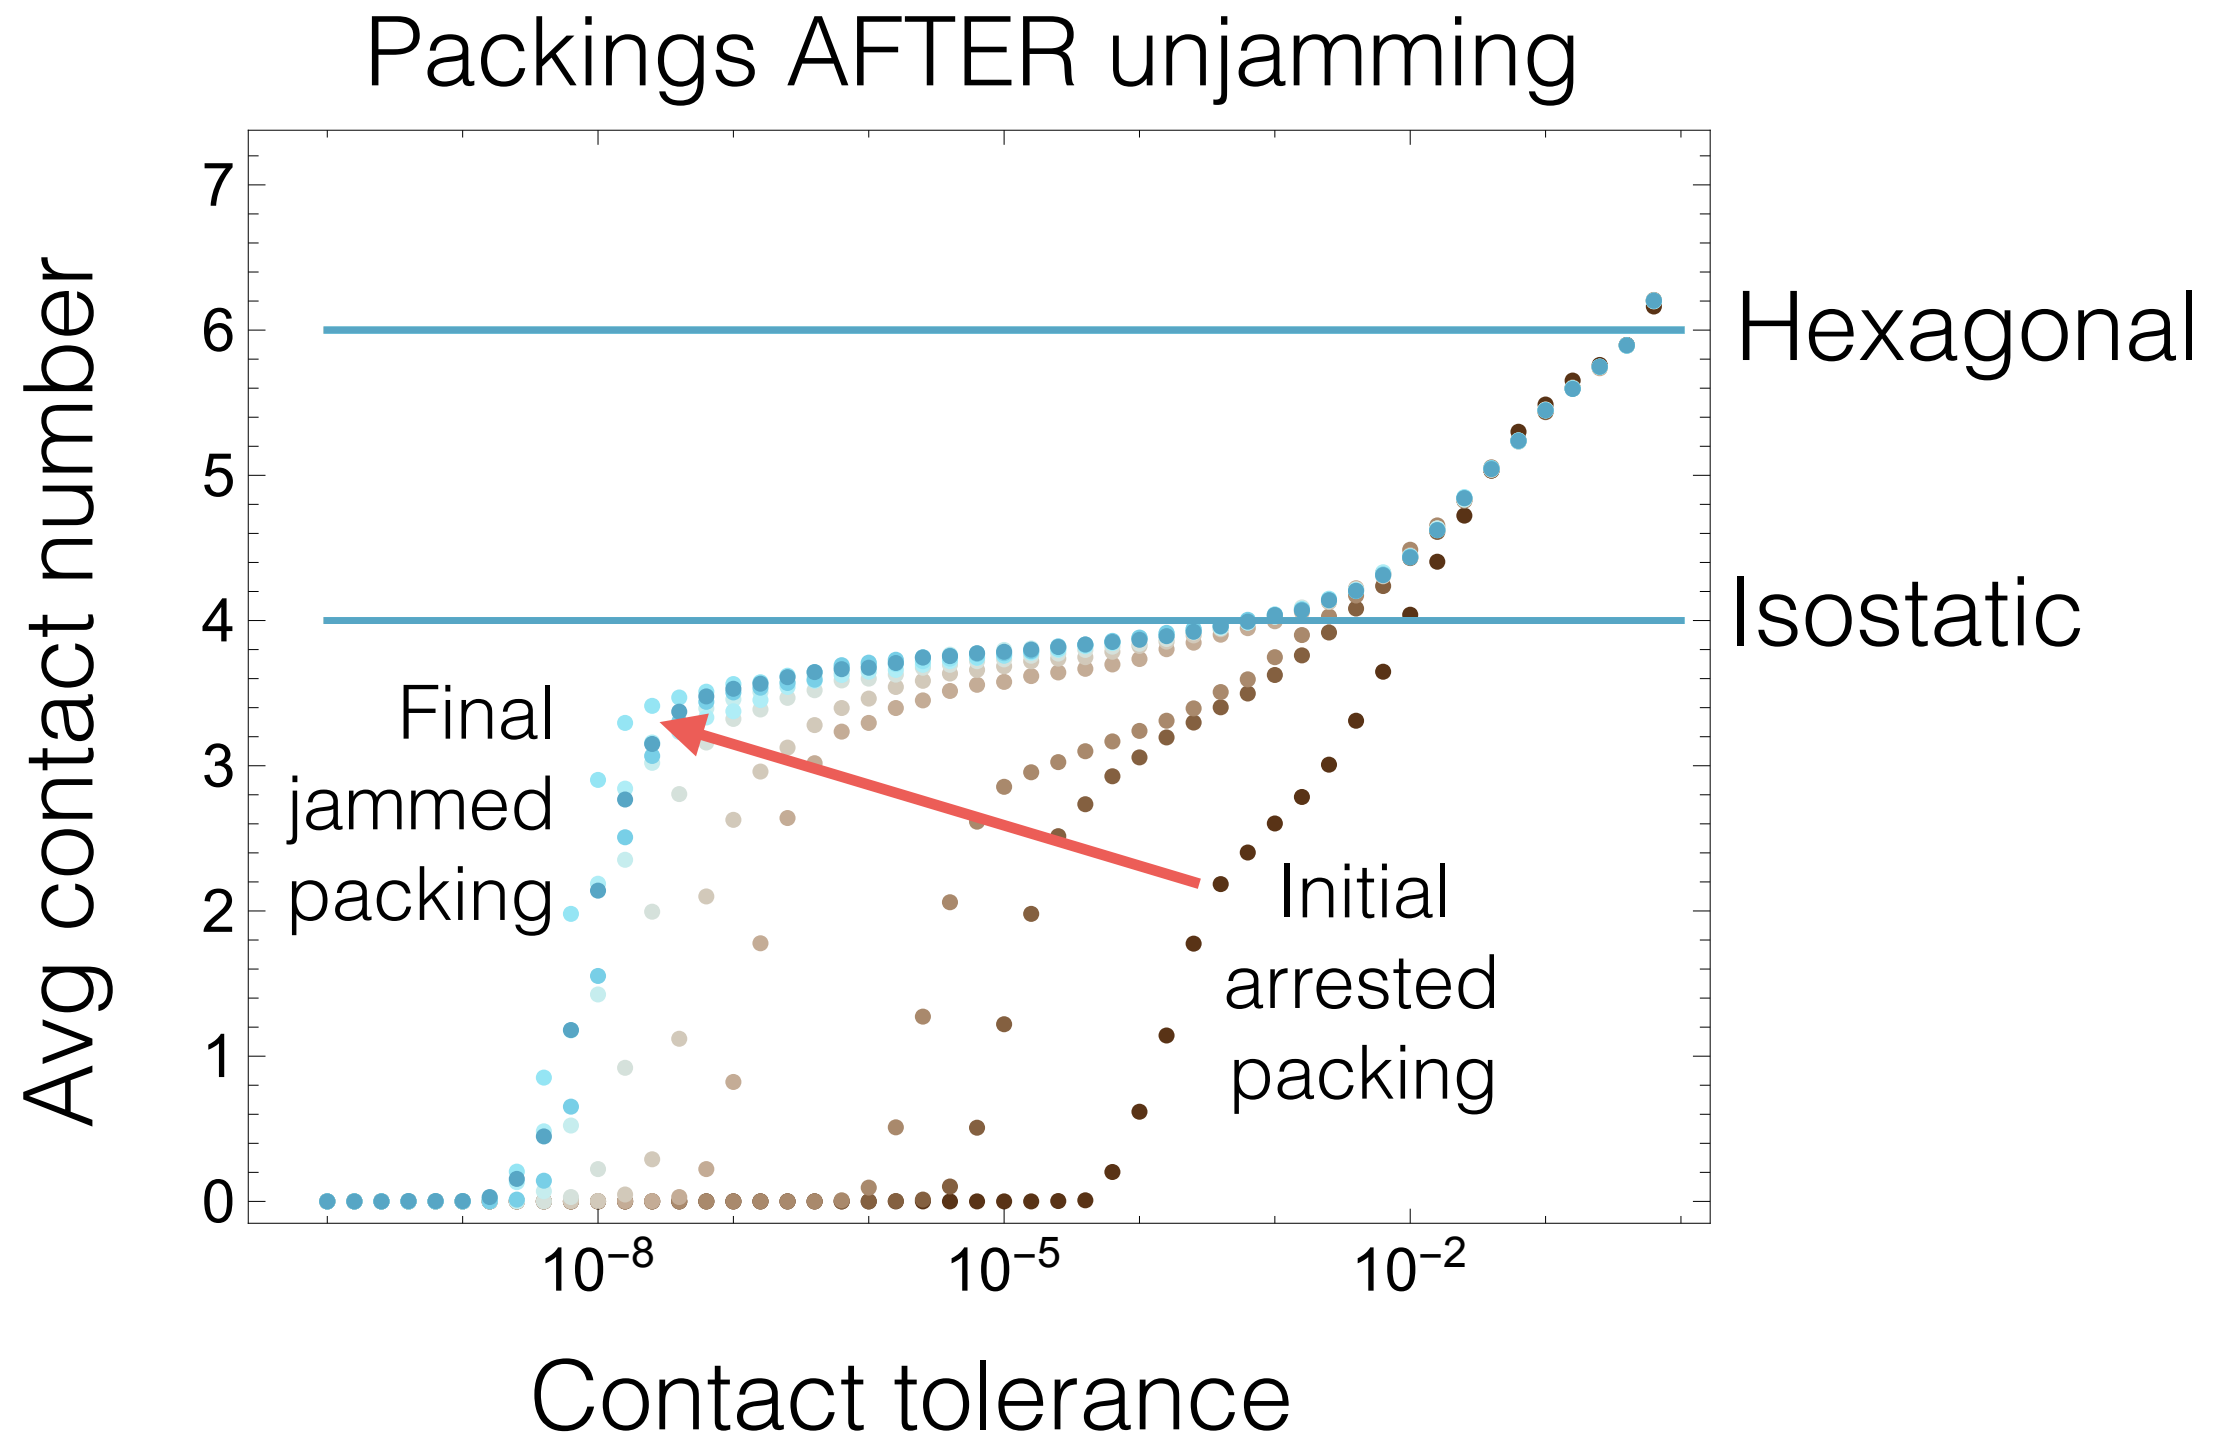 Packings AFTER unjamming
Avg contact number
7
6
5
4
3
2
1
0
Hexagonal
Isostatic
Final
jammed
packing
Initial
arrested
packing
10⁻⁸
10⁻⁵
10⁻²
Contact tolerance